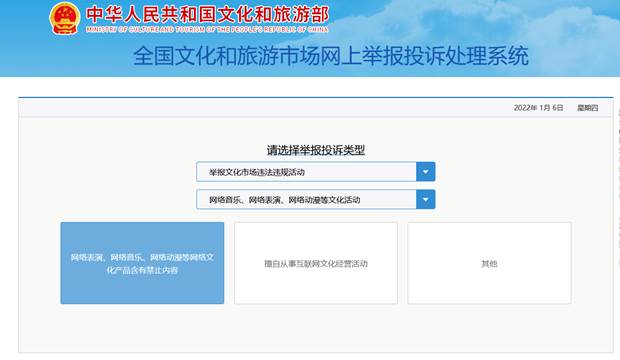 中华人民共和国文化和旅游部
MINISTRY OF CULTURE AND TOURISM OF THE PEOPLE'S REPUBLIC OF CHINA
全国文化和旅游市场网上举报投诉处理系统
2022年 1月 6日 星期四
请选择举报投诉类型
举报文化市场违法违规活动
网络音乐、网络表演、网络动漫等文化活动
网络表演、网络音乐、网络动漫等网络文
化产品含有禁止内容
擅自从事互联网文化经营活动
其他